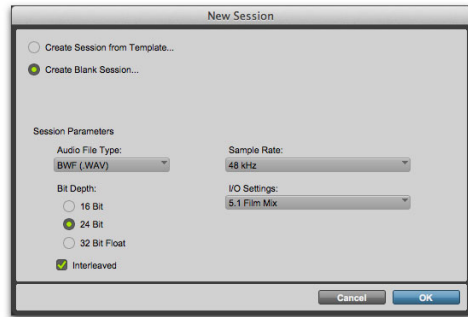 New Session
Create Session from Template...
Create Blank Session...
Session Parameters
Audio File Type:
BWF (.WAV)
Sample Rate:
48 kHz
Bit Depth:
16 Bit
24 Bit
32 Bit Float
I/O Settings:
5.1 Film Mix
Interleaved
Cancel
OK